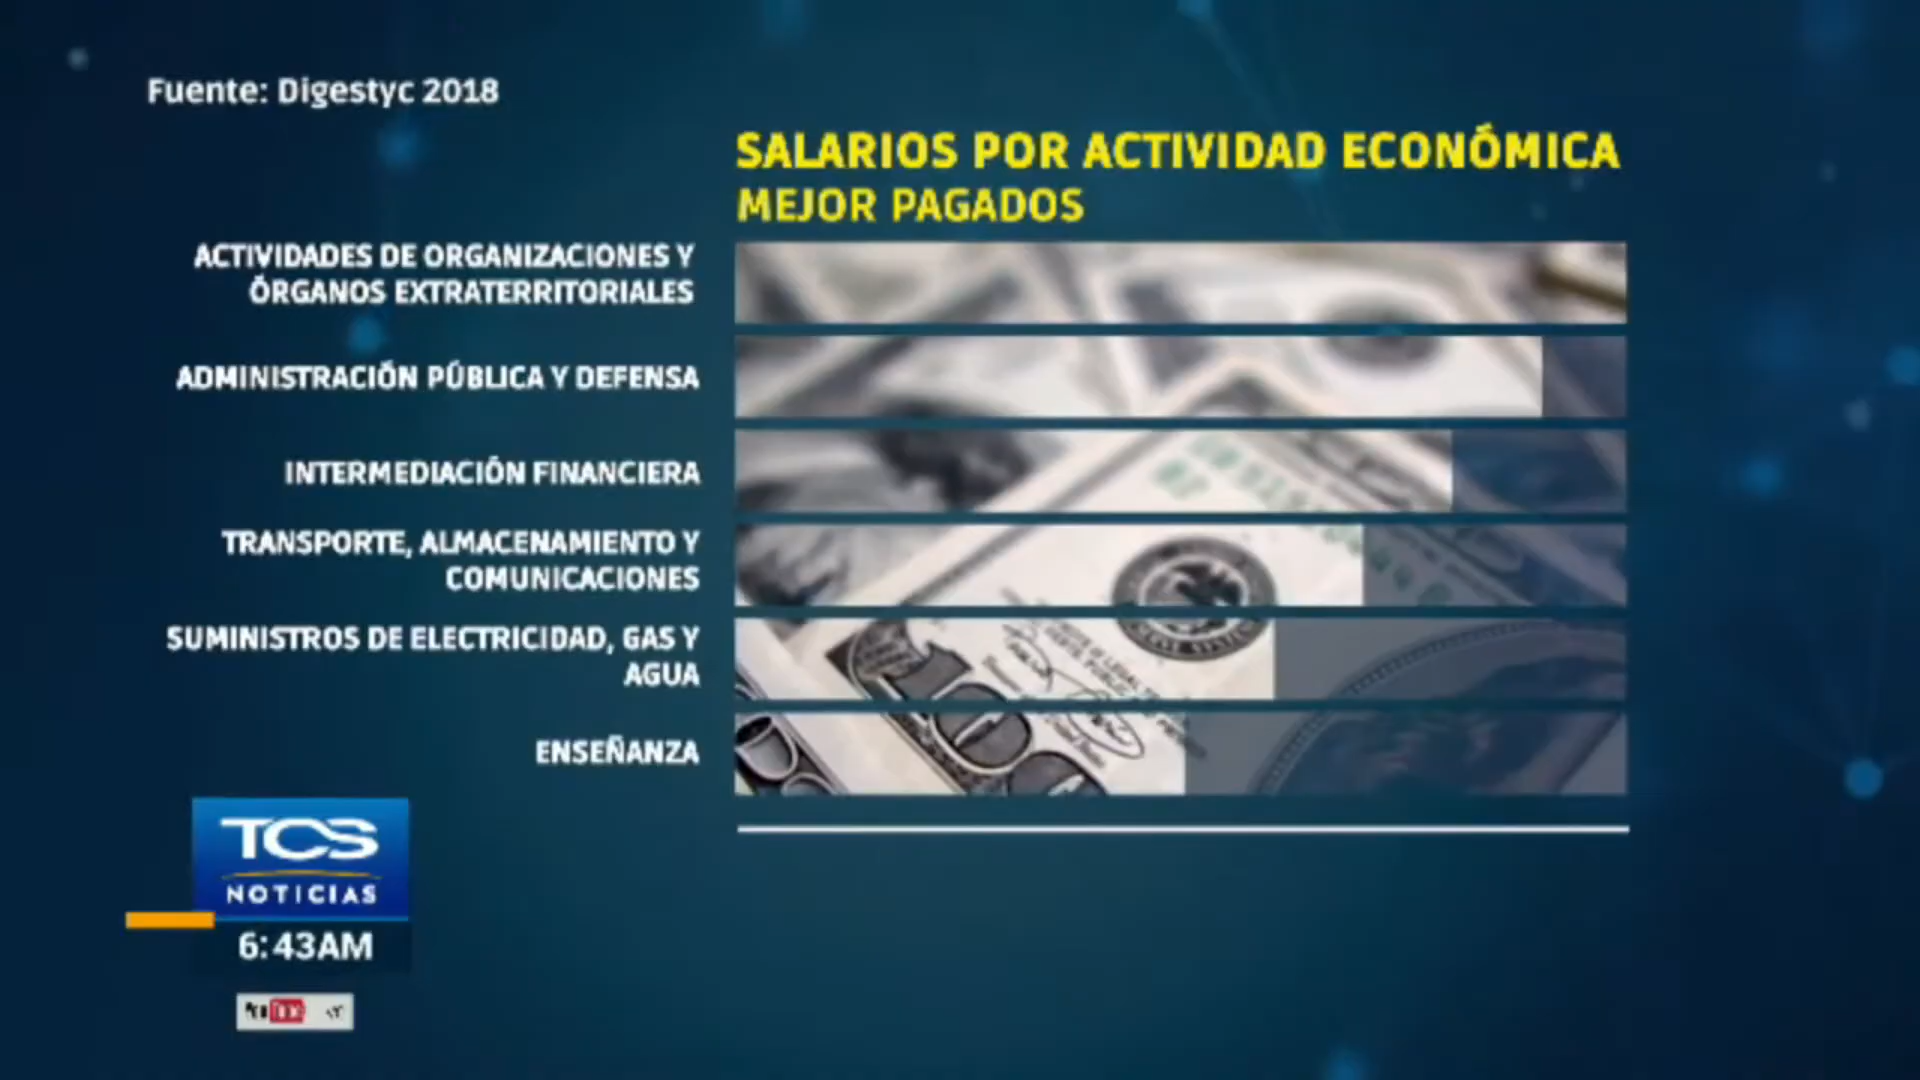 Fuente: Digestyc 2018
SALARIOS POR ACTIVIDAD ECONÓMICA
MEJOR PAGADOS
ACTIVIDADES DE ORGANIZACIONES Y
ÓRGANOS EXTRATERRITORIALES
ADMINISTRACIÓN PÚBLICA Y DEFENSA
INTERMEDIACIÓN FINANCIERA
TRANSPORTE, ALMACENAMIENTO Y
COMUNICACIONES
SUMINISTROS DE ELECTRICIDAD, GAS Y
AGUA
ENSEÑANZA
100
TCS
NOTICIAS
6:43AM